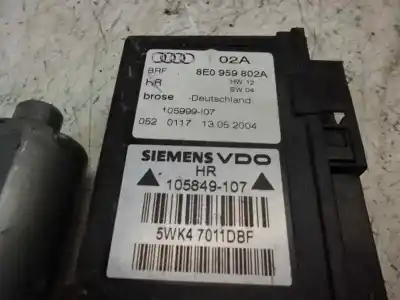 02A
BRF 8E0 959 802A
HR HW 12
SW 04
brose -Deutschland
105999-I07
052 0117 13.05.2004
SIEMENS VDO
HR
105849-107
5WK4 7011DBF